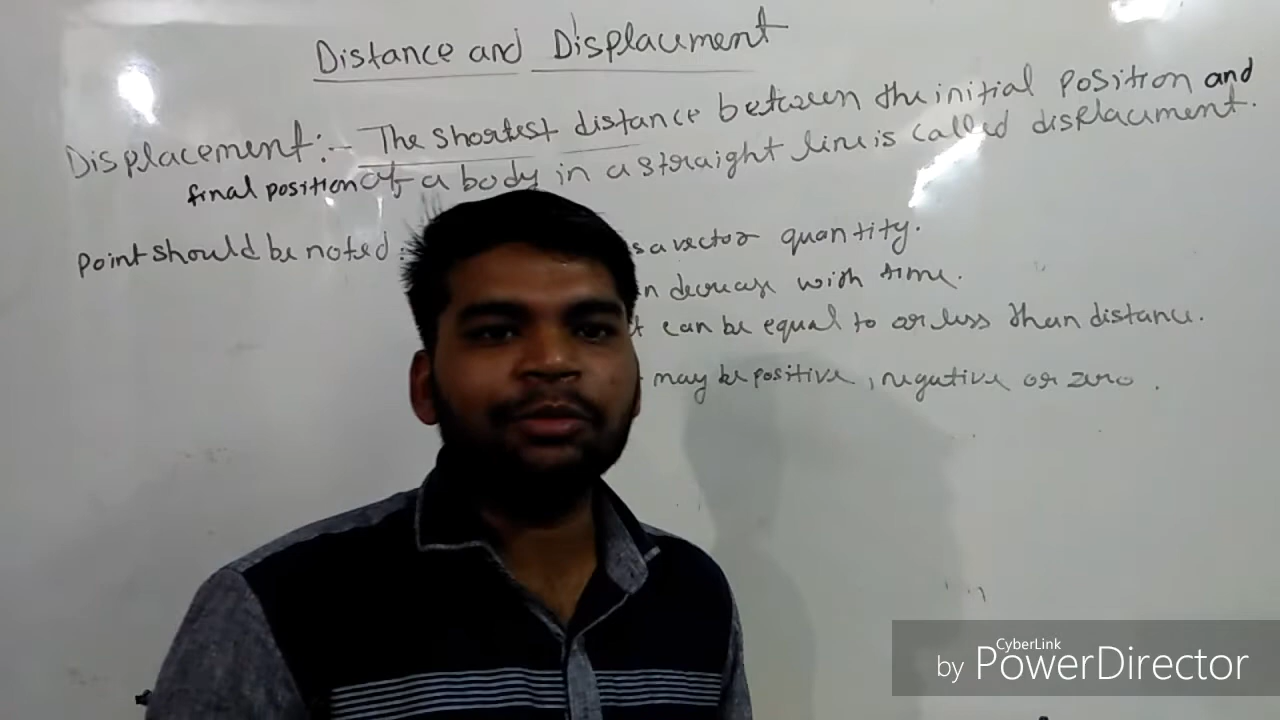 Distance and Displacement
Displacement:- The shortest distance between the initial position and
final position of a body in a straight line is called displacement.
Point should be noted: s a vector quantity.
n decrease with time.
t can be equal to or less than distance.
may be positive, negative or zero.
CyberLink
by PowerDirector